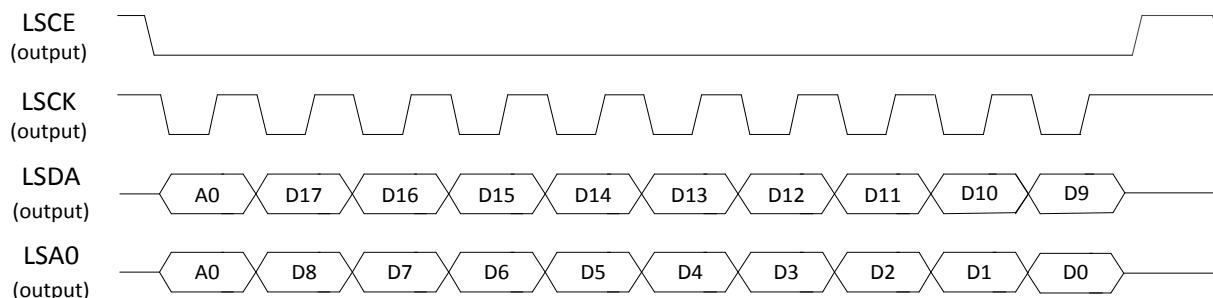 LSCE
(output)
LSCK
(output)
LSDA
(output)
A0 D17 D16 D15 D14 D13 D12 D11 D10 D9
LSA0
(output)
A0 D8 D7 D6 D5 D4 D3 D2 D1 D0